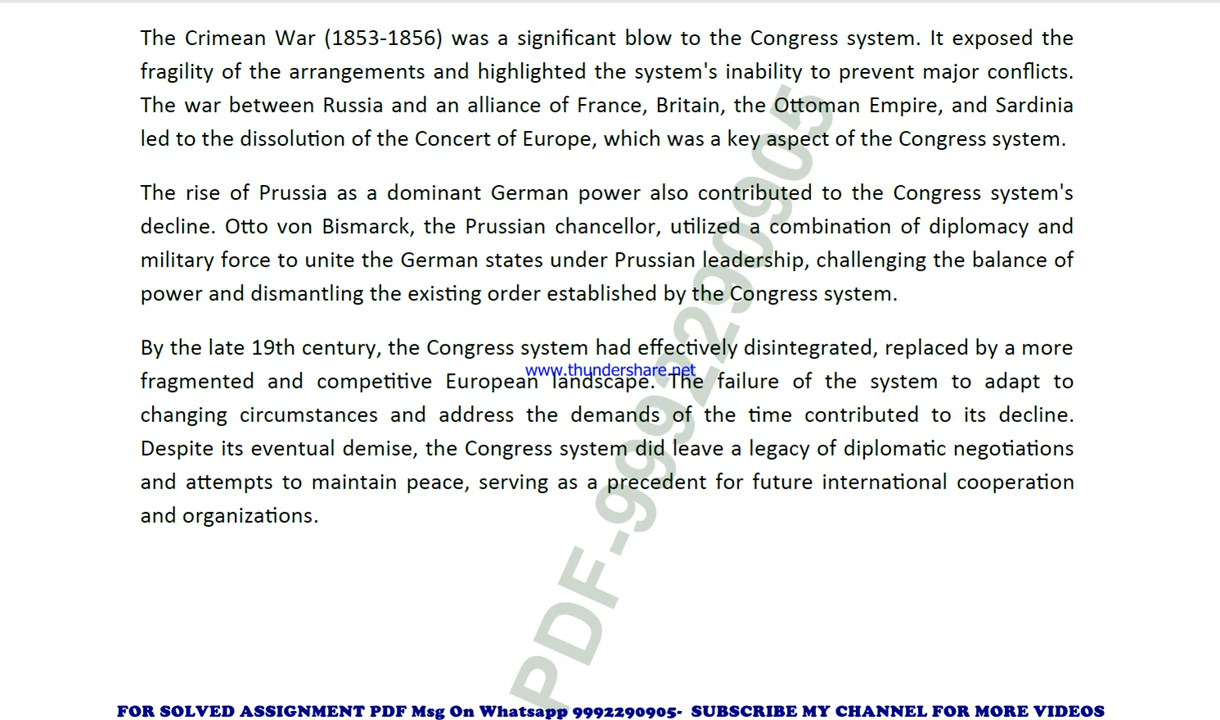 The Crimean War (1853-1856) was a significant blow to the Congress system. It exposed the
fragility of the arrangements and highlighted the system's inability to prevent major conflicts.
The war between Russia and an alliance of France, Britain, the Ottoman Empire, and Sardinia
led to the dissolution of the Concert of Europe, which was a key aspect of the Congress system.
The rise of Prussia as a dominant German power also contributed to the Congress system's
decline. Otto von Bismarck, the Prussian chancellor, utilized a combination of diplomacy and
military force to unite the German states under Prussian leadership, challenging the balance of
power and dismantling the existing order established by the Congress system.
By the late 19th century, the Congress system had effectively disintegrated, replaced by a more
www.thundershare.net
fragmented and competitive European landscape. The failure of the system to adapt to
changing circumstances and address the demands of the time contributed to its decline.
Despite its eventual demise, the Congress system did leave a legacy of diplomatic negotiations
and attempts to maintain peace, serving as a precedent for future international cooperation
and organizations.
PDF-9992290905
FOR SOLVED ASSIGNMENT PDF Msg On Whatsapp 9992290905- SUBSCRIBE MY CHANNEL FOR MORE VIDEOS